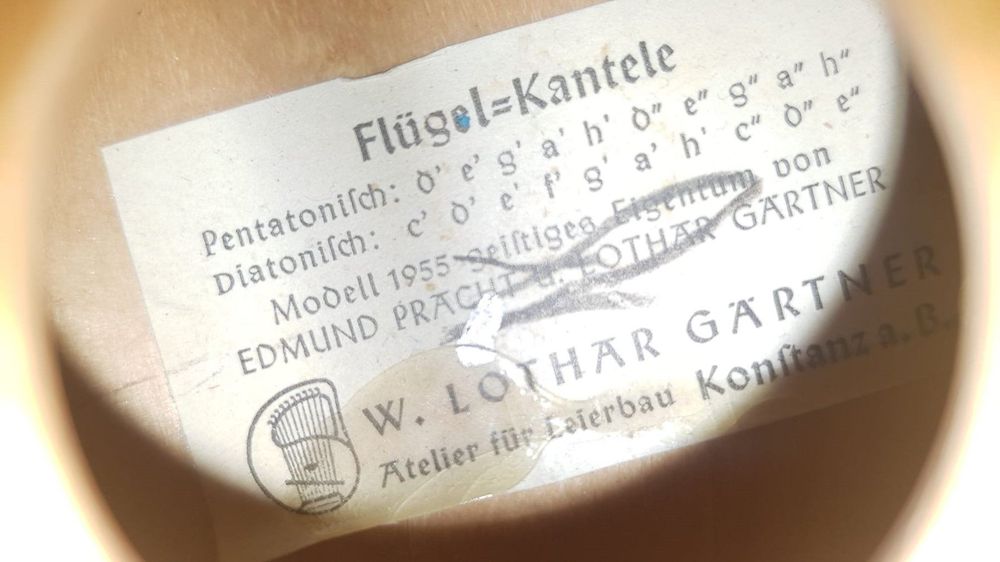 Flügel=Kantele
Pentatoniſch: d' e' g' a' h' d" e" g" a" h"
Diatoniſch: c' d' e' f' g' a' h' c" d" e"
Modell 1955 geiſtiges Eigentum von
EDMUND PRACHT u. LOTHAR GÄRTNER
W. LOTHAR GÄRTNER
Atelier für Leierbau Konſtanz a. B.